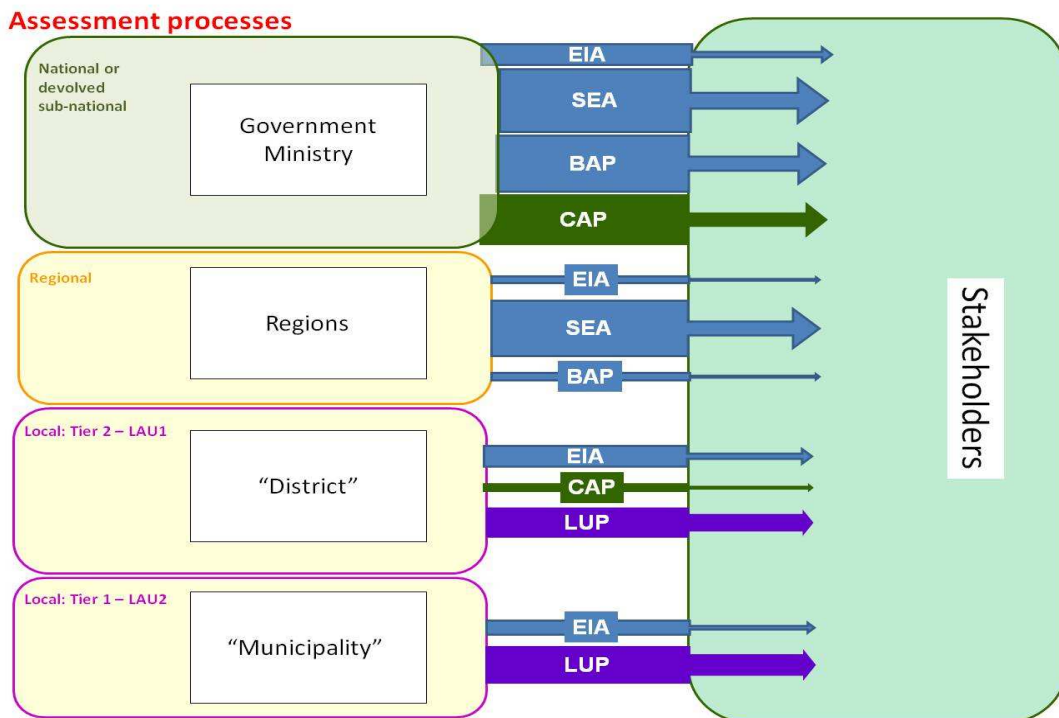 Assessment processes
National or
devolved
sub-national
Government
Ministry
EIA
SEA
BAP
CAP
Regional
Regions
EIA
SEA
BAP
Local: Tier 2 – LAU1
“District”
EIA
CAP
LUP
Local: Tier 1 – LAU2
“Municipality”
EIA
LUP
Stakeholders